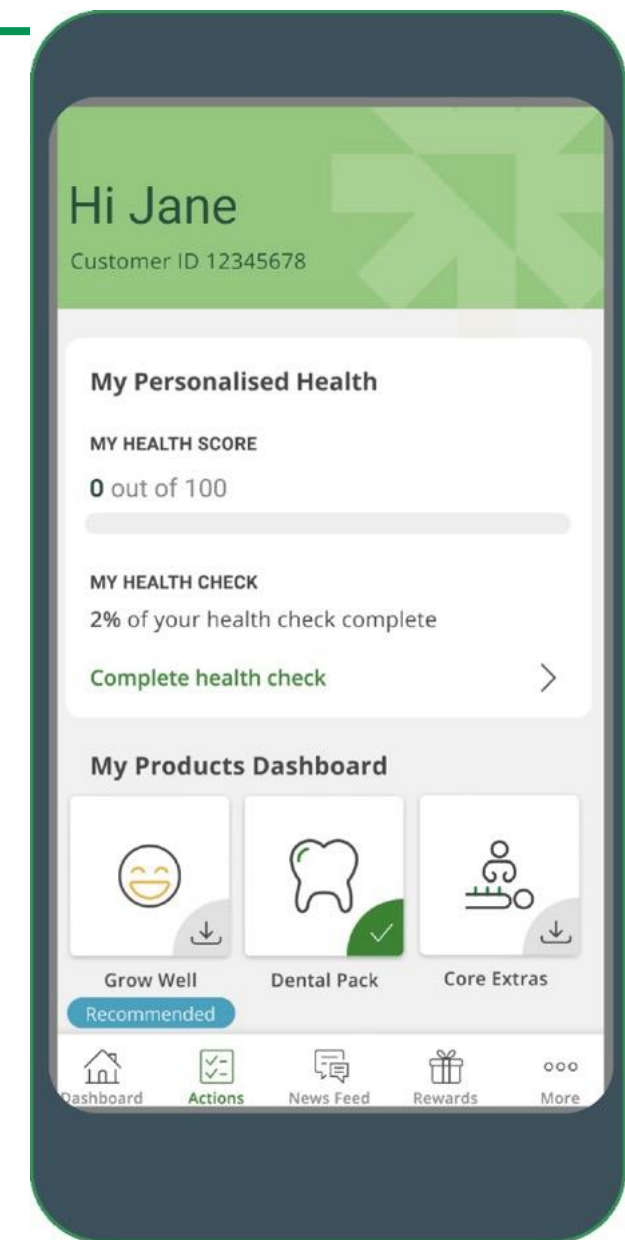 Hi Jane
Customer ID 12345678
My Personalised Health
MY HEALTH SCORE
0 out of 100
MY HEALTH CHECK
2% of your health check complete
Complete health check
My Products Dashboard
Grow Well Dental Pack Core Extras
Recommended
Dashboard Actions News Feed Rewards More